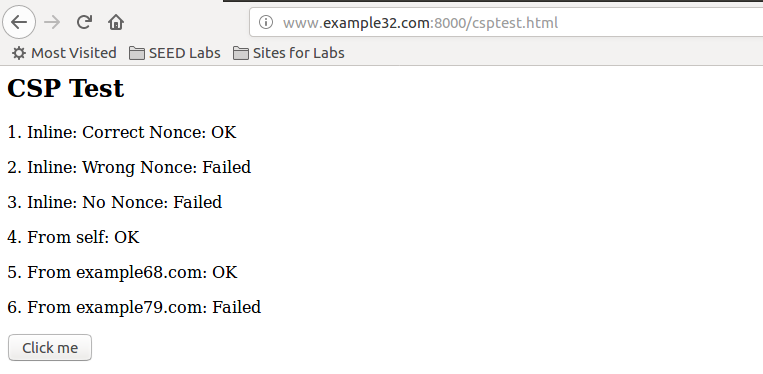 www.example32.com:8000/csptest.html
Most Visited SEED Labs Sites for Labs
CSP Test
1. Inline: Correct Nonce: OK
2. Inline: Wrong Nonce: Failed
3. Inline: No Nonce: Failed
4. From self: OK
5. From example68.com: OK
6. From example79.com: Failed
Click me